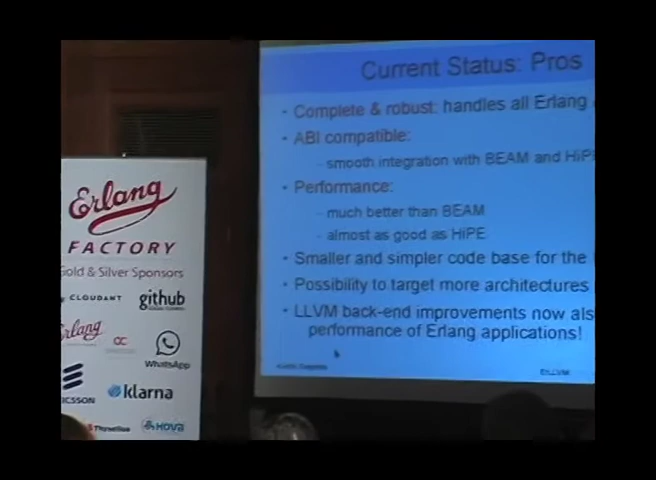 Current Status: Pros
Complete & robust: handles all Erlang
ABI compatible:
smooth integration with BEAM and HiPE
Performance:
much better than BEAM
almost as good as HiPE
Smaller and simpler code base for the
Possibility to target more architectures
LLVM back-end improvements now als
performance of Erlang applications!
ErLLVM
Erlang
FACTORY
Gold & Silver Sponsors
CLOUDANT
github
Erlang
WhatsApp
ERICSSON
klarna
HOVA